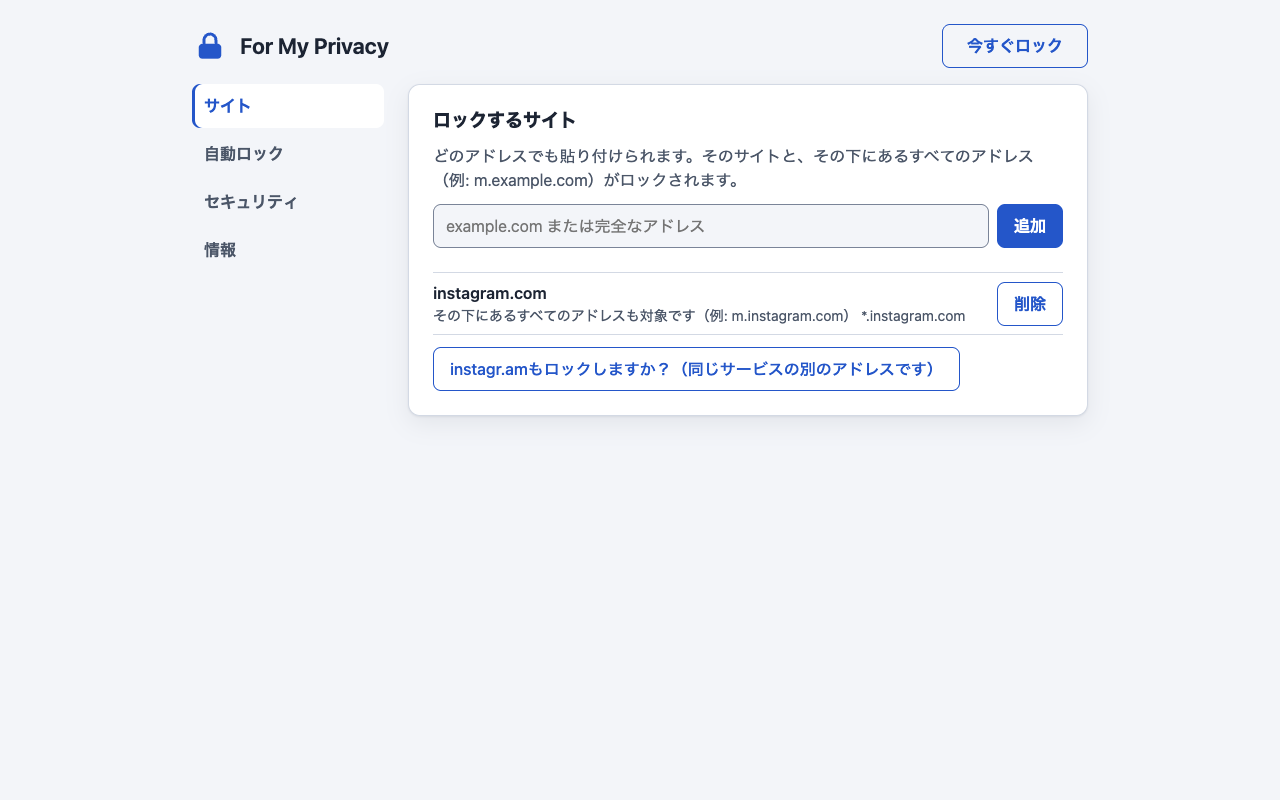 For My Privacy
今すぐロック
サイト
自動ロック
セキュリティ
情報
ロックするサイト
どのアドレスでも貼り付けられます。そのサイトと、その下にあるすべてのアドレス
（例: m.example.com）がロックされます。
example.com または完全なアドレス
追加
instagram.com
その下にあるすべてのアドレスも対象です（例: m.instagram.com） *.instagram.com
削除
instagr.amもロックしますか？（同じサービスの別のアドレスです）